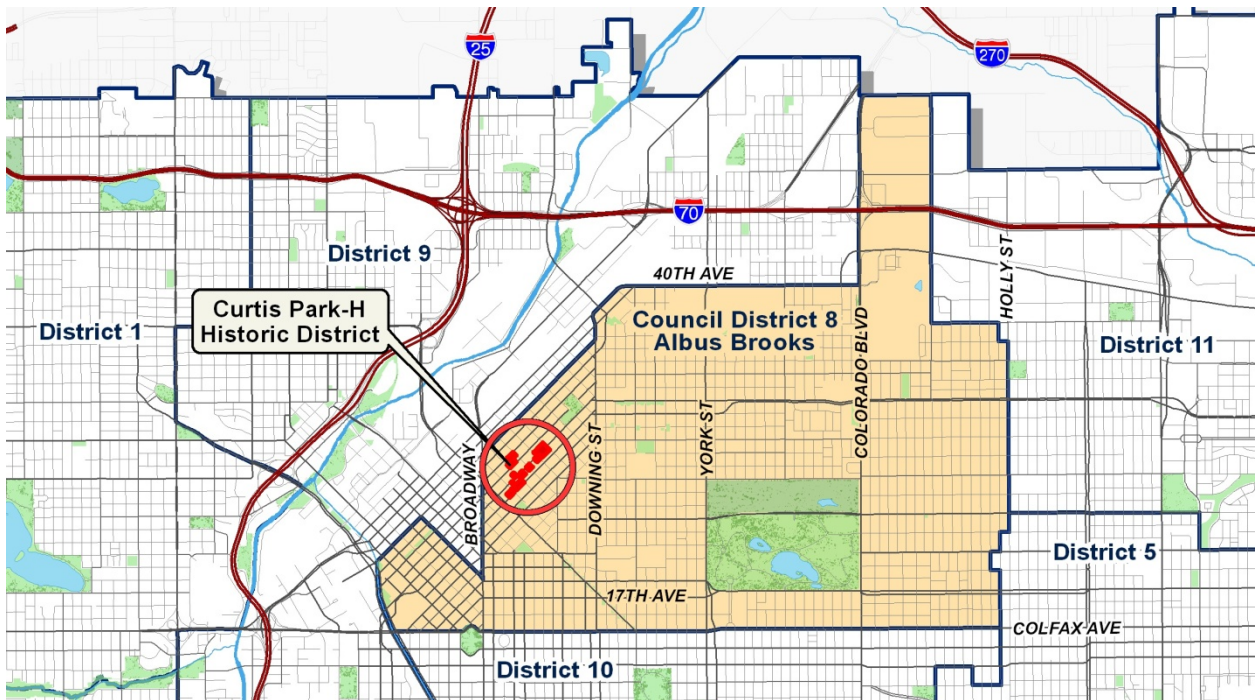 25
270
70
District 9
HOLLY ST
40TH AVE
Curtis Park-H
Historic District
District 1
Council District 8
Albus Brooks
COLORADO BLVD
District 11
BROADWAY
DOWNING ST
YORK ST
District 5
17TH AVE
COLFAX AVE
District 10